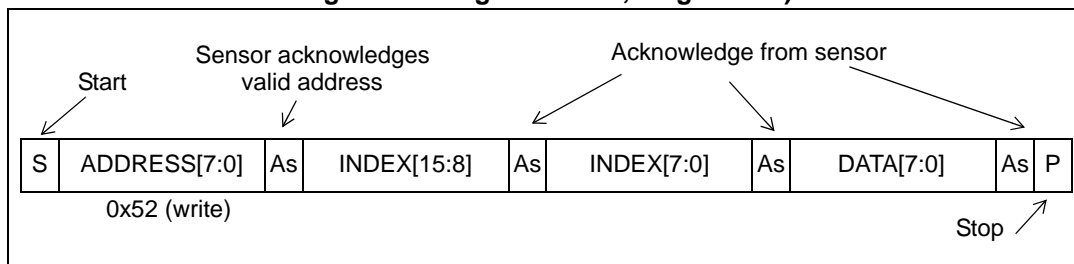 Sensor acknowledges
valid address
Acknowledge from sensor
Start
S ADDRESS[7:0] As INDEX[15:8] As INDEX[7:0] As DATA[7:0] As P
0x52 (write)
Stop